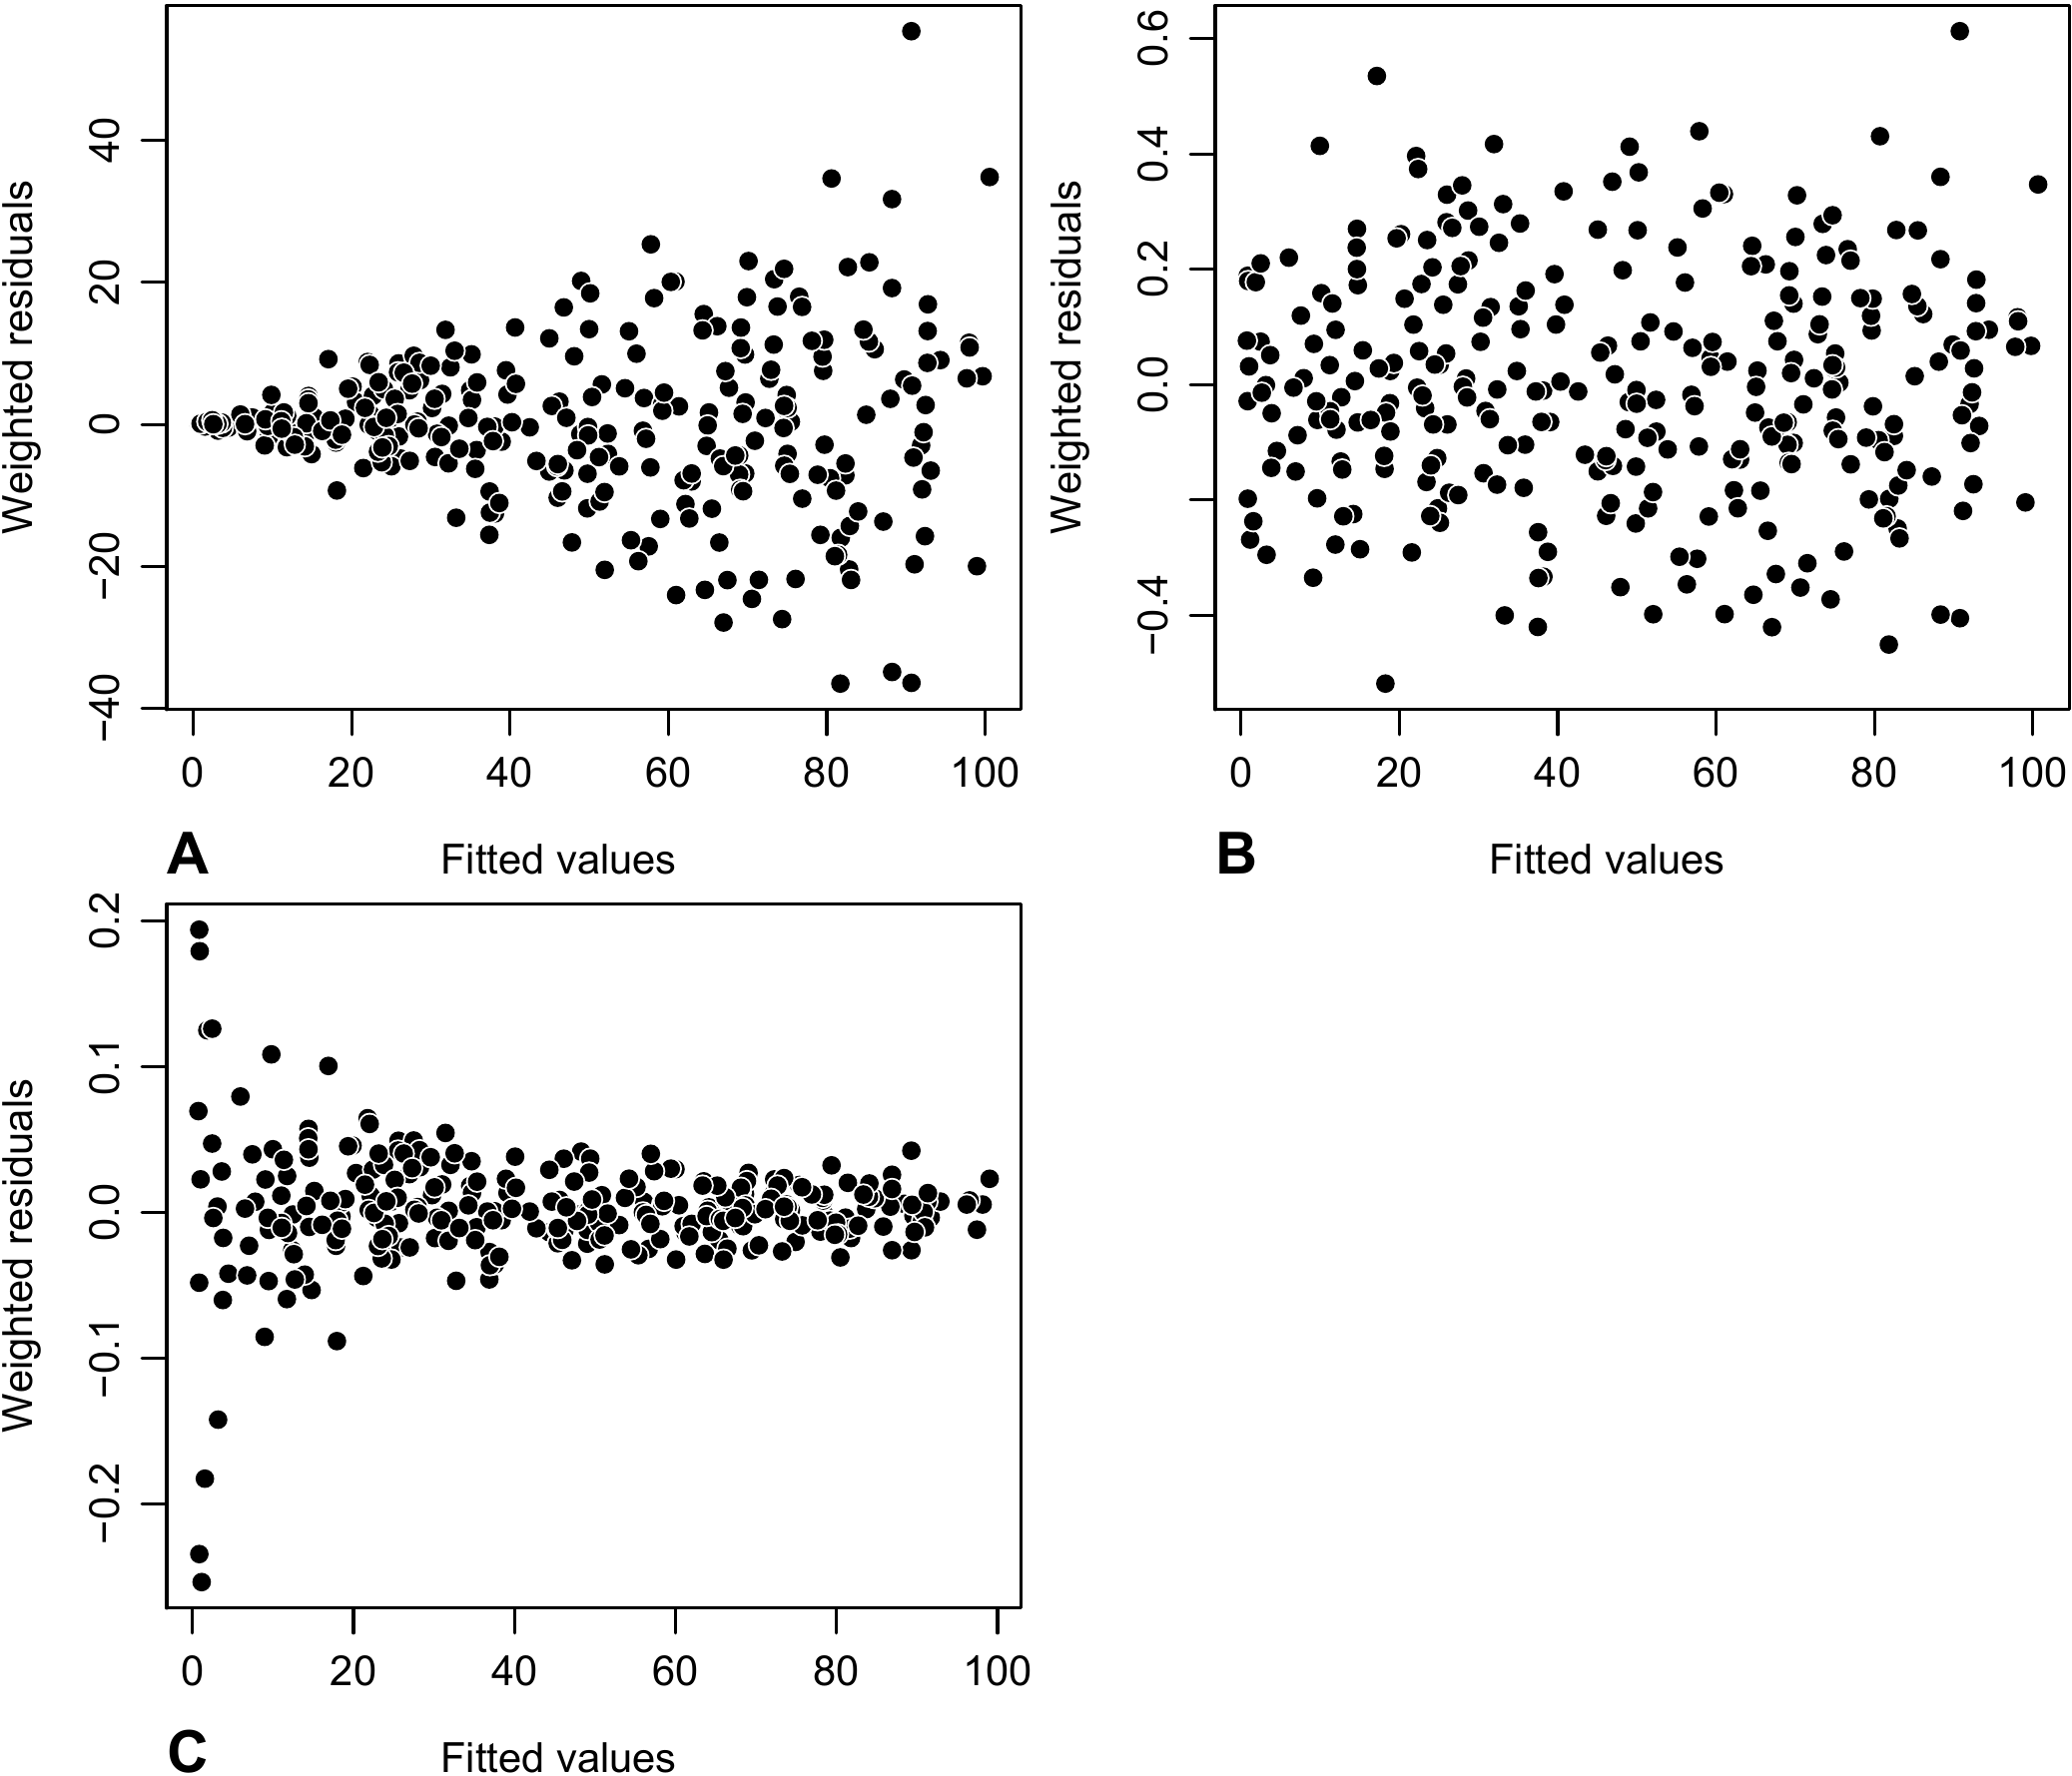 Weighted residuals
40
20
0
−20
−40
0 20 40 60 80 100
A Fitted values
Weighted residuals
0.6
0.4
0.2
0.0
−0.4
0 20 40 60 80 100
B Fitted values
Weighted residuals
0.2
0.1
0.0
−0.1
−0.2
0 20 40 60 80 100
C Fitted values